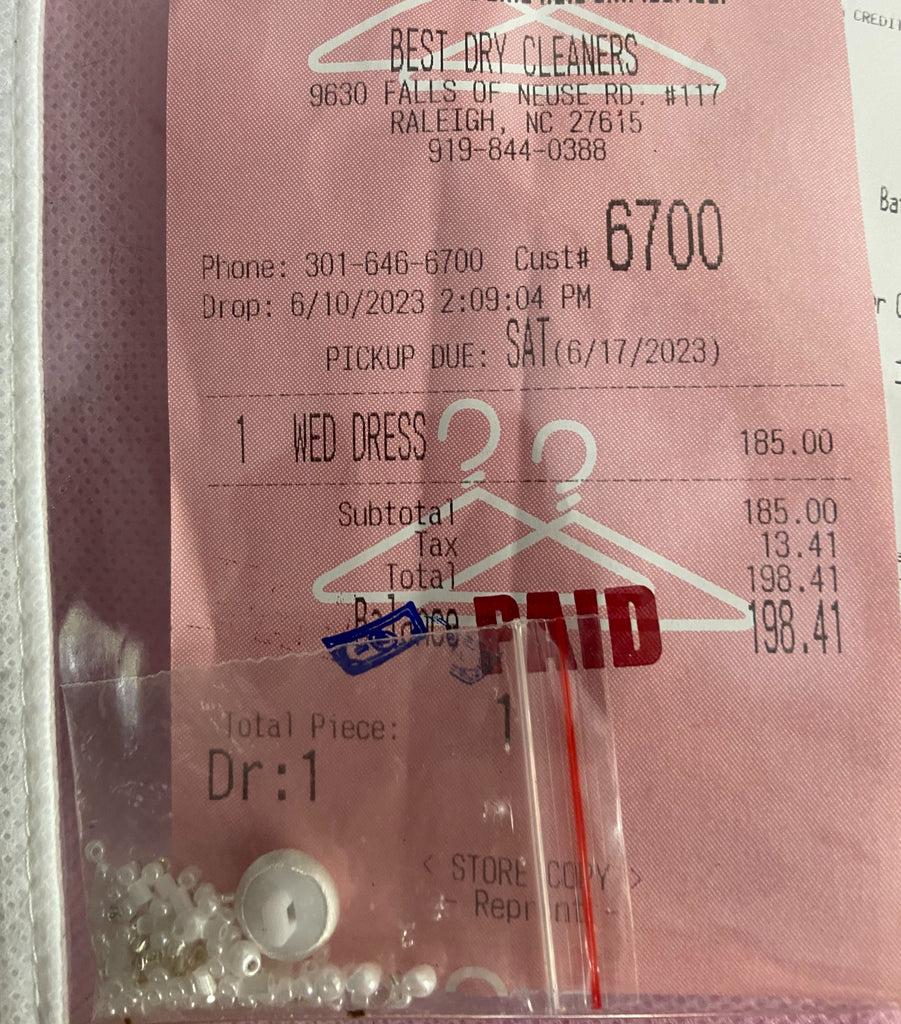 BEST DRY CLEANERS
9630 FALLS OF NEUSE RD. #117
RALEIGH, NC 27615
919-844-0388
Phone: 301-646-6700 Cust# 6700
Drop: 6/10/2023 2:09:04 PM
PICKUP DUE: SAT(6/17/2023)
1 WED DRESS 185.00
Subtotal 185.00
Tax 13.41
Total 198.41
Balance 198.41
PAID
Total Piece: 1
Dr:1
< STORE COPY >
- Reprint -
CREDI
Ba